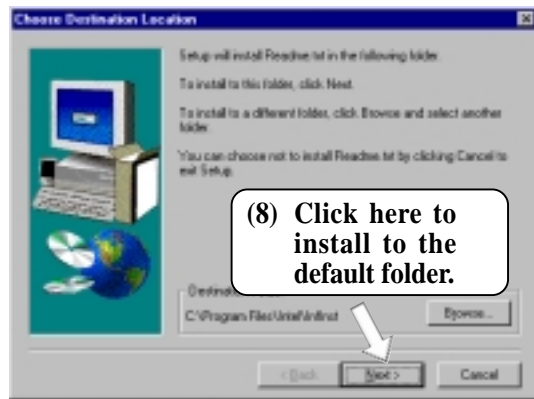 Choose Destination Location
Setup will install Readme.txt in the following folder.
To install to this folder, click Next.
To install to a different folder, click Browse and select another
folder.
You can choose not to install Readme.txt by clicking Cancel to
exit Setup.
(8) Click here to
install to the
default folder.
Destination
C:\Program Files\Intel\InfInst
Browse...
< Back
Next >
Cancel